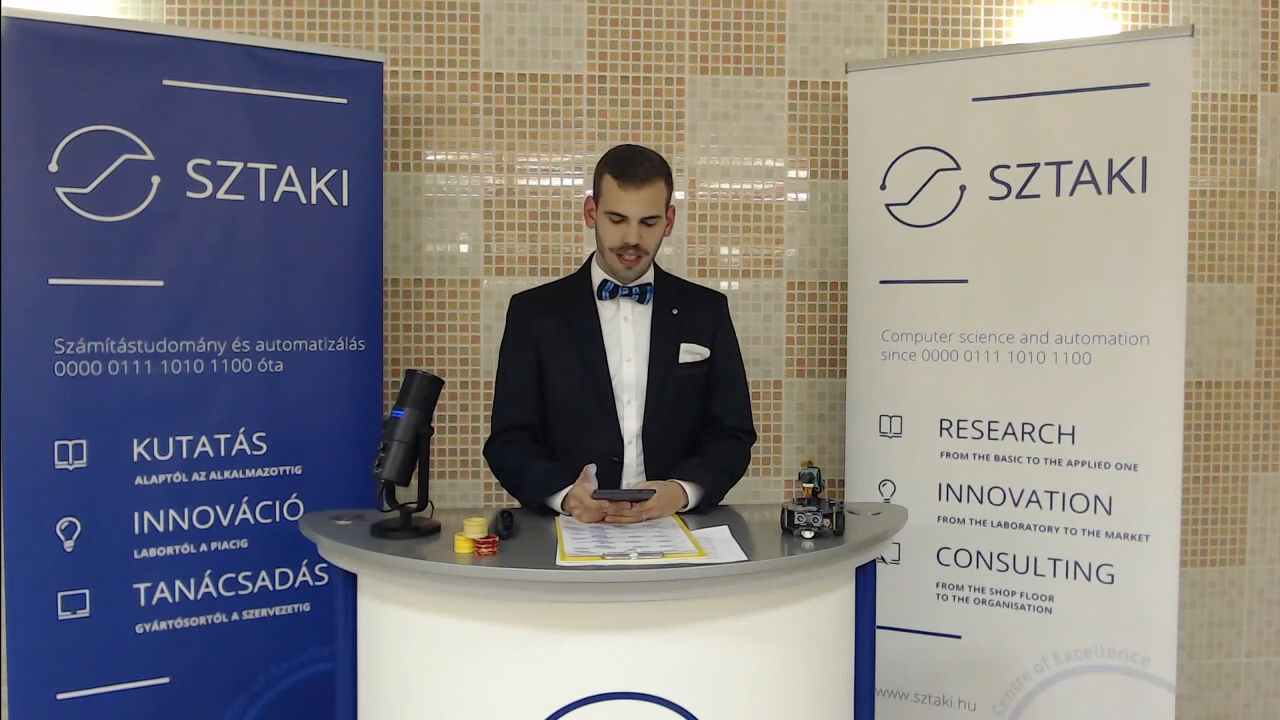 SZTAKI
Számítástudomány és automatizálás
0000 0111 1010 1100 óta
KUTATÁS
ALAPTÓL AZ ALKALMAZOTTIG
INNOVÁCIÓ
LABORTÓL A PIACIG
TANÁCSADÁS
GYÁRTÓSORTÓL A SZERVEZETIG
Centre of Excellence
SZTAKI
Computer science and automation
since 0000 0111 1010 1100
RESEARCH
FROM THE BASIC TO THE APPLIED ONE
INNOVATION
FROM THE LABORATORY TO THE MARKET
CONSULTING
FROM THE SHOP FLOOR
TO THE ORGANISATION
www.sztaki.hu
Centre of Excellence